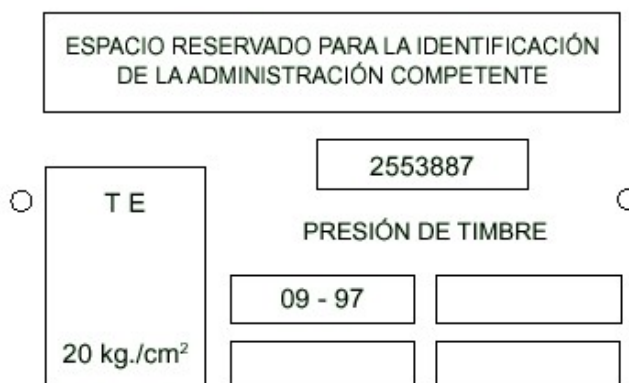 ESPACIO RESERVADO PARA LA IDENTIFICACIÓN
DE LA ADMINISTRACIÓN COMPETENTE
2553887
T E
PRESIÓN DE TIMBRE
09 - 97
20 kg./cm²